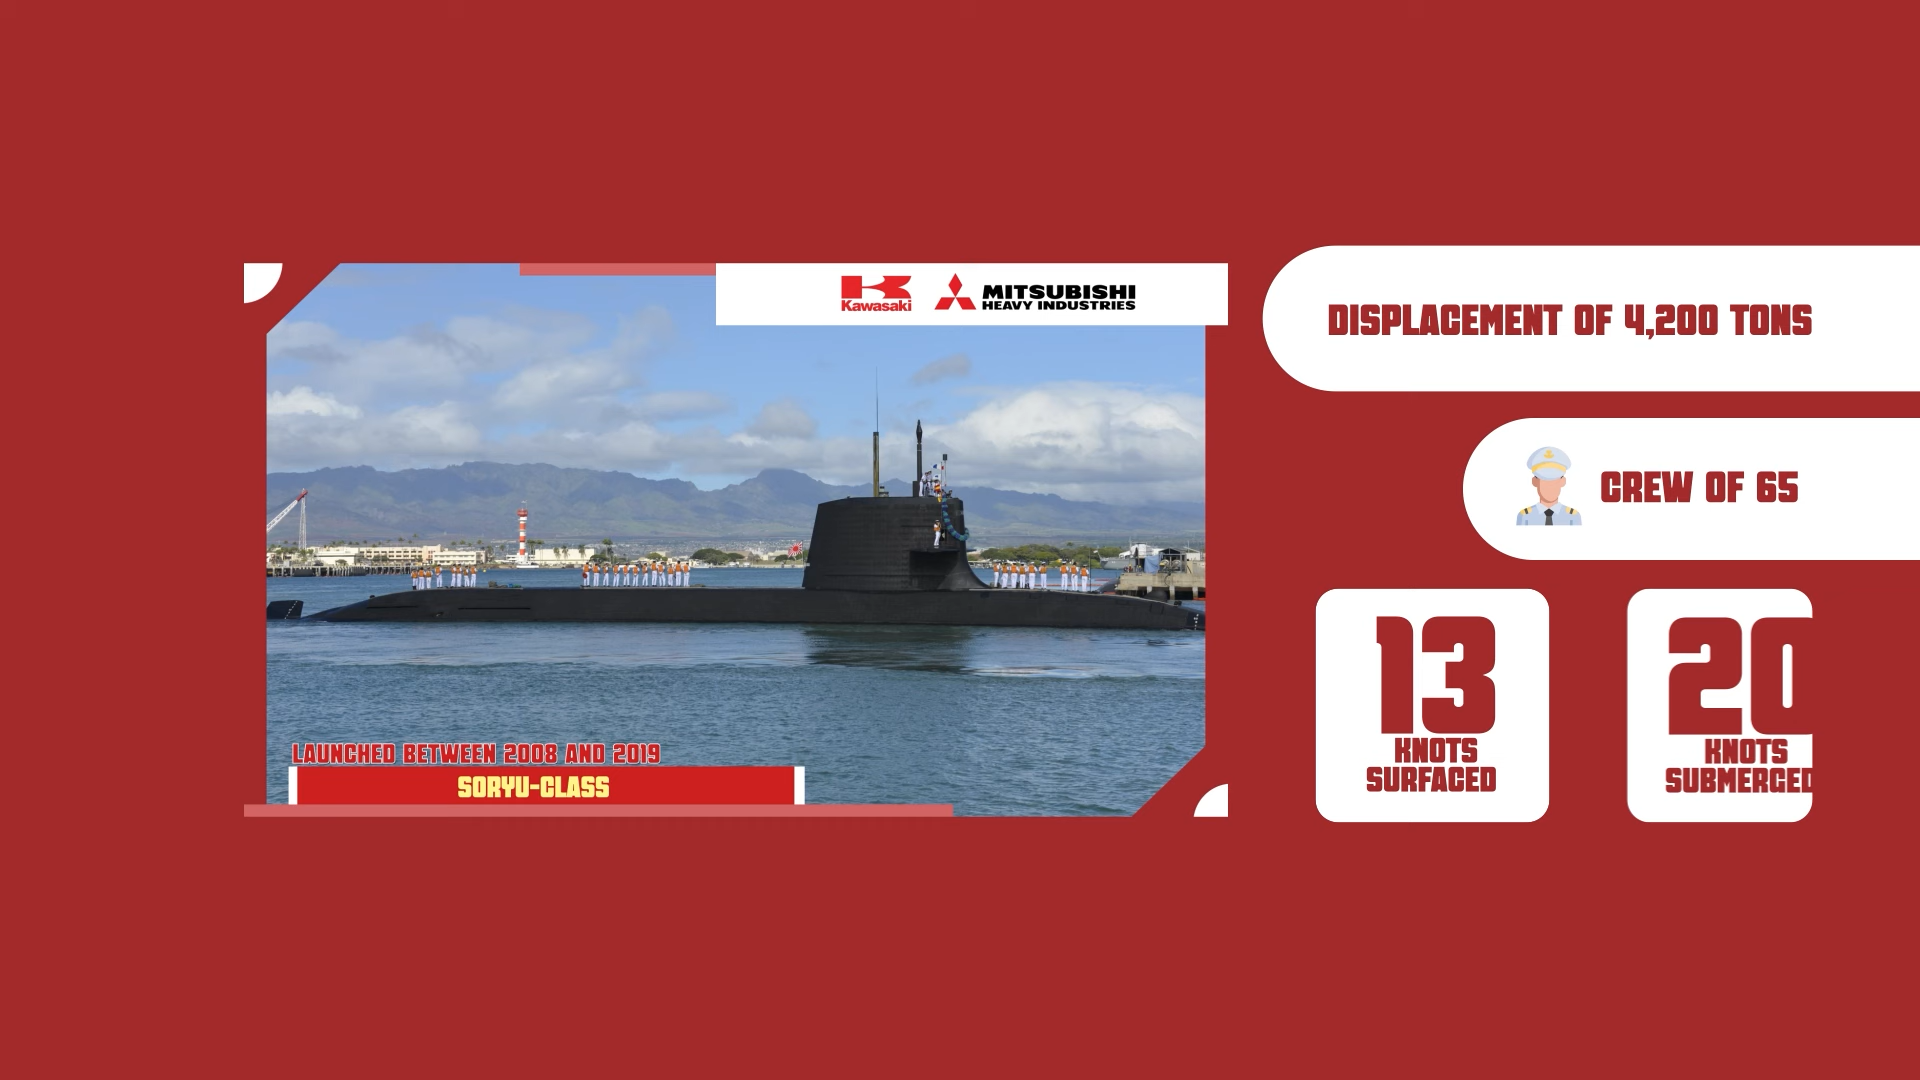 Kawasaki
MITSUBISHI
HEAVY INDUSTRIES
LAUNCHED BETWEEN 2008 AND 2019
SORYU-CLASS
DISPLACEMENT OF 4,200 TONS
CREW OF 65
13
KNOTS
SURFACED
20
KNOTS
SUBMERGED